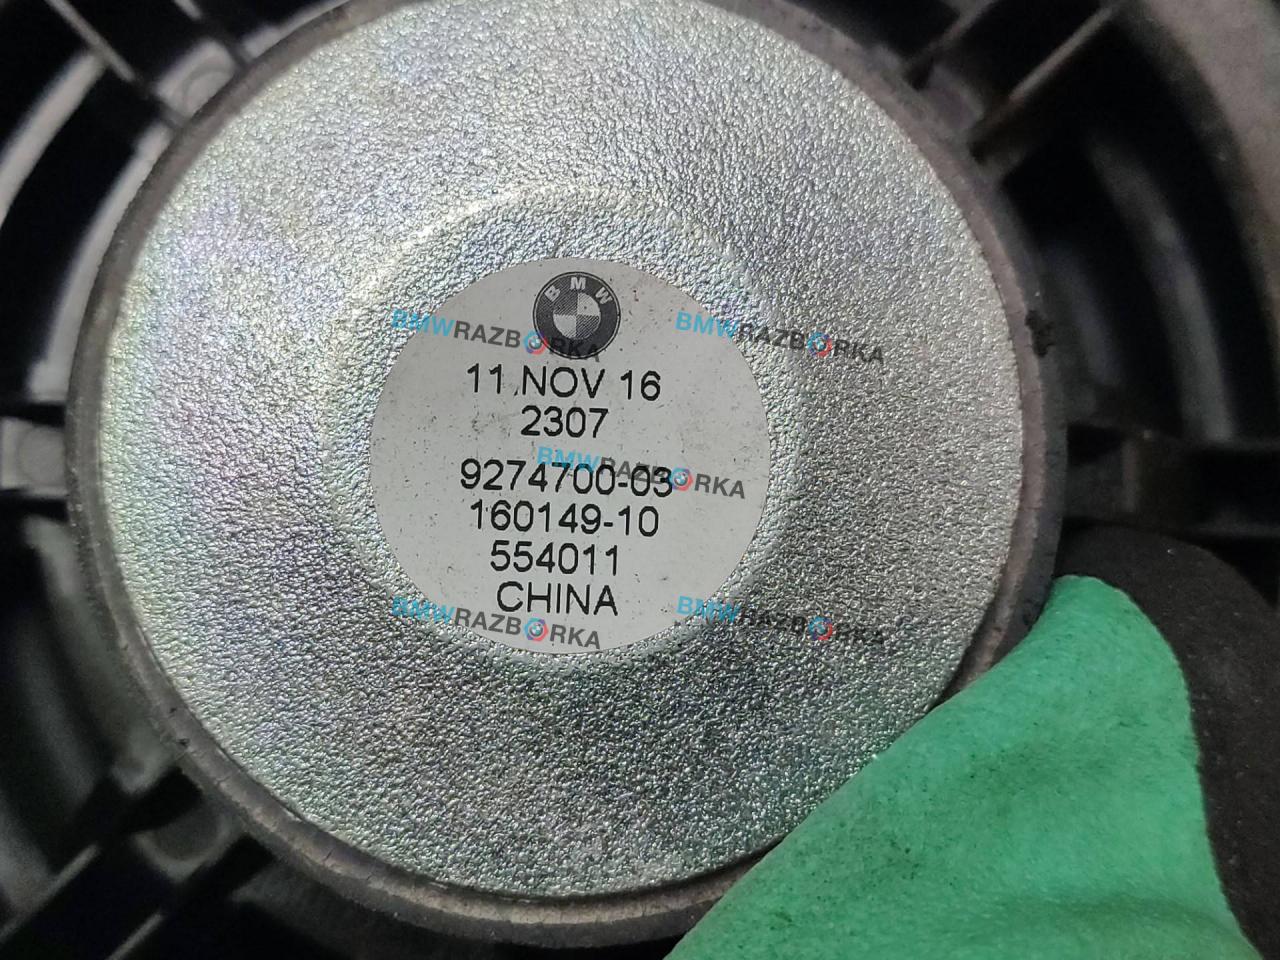 BMW
BMWRAZBORKA
BMWRAZBORKA
11 NOV 16
2307
BMWRAZBORKA
9274700-03
160149-10
554011
CHINA
BMWRAZBORKA
BMWRAZBORKA